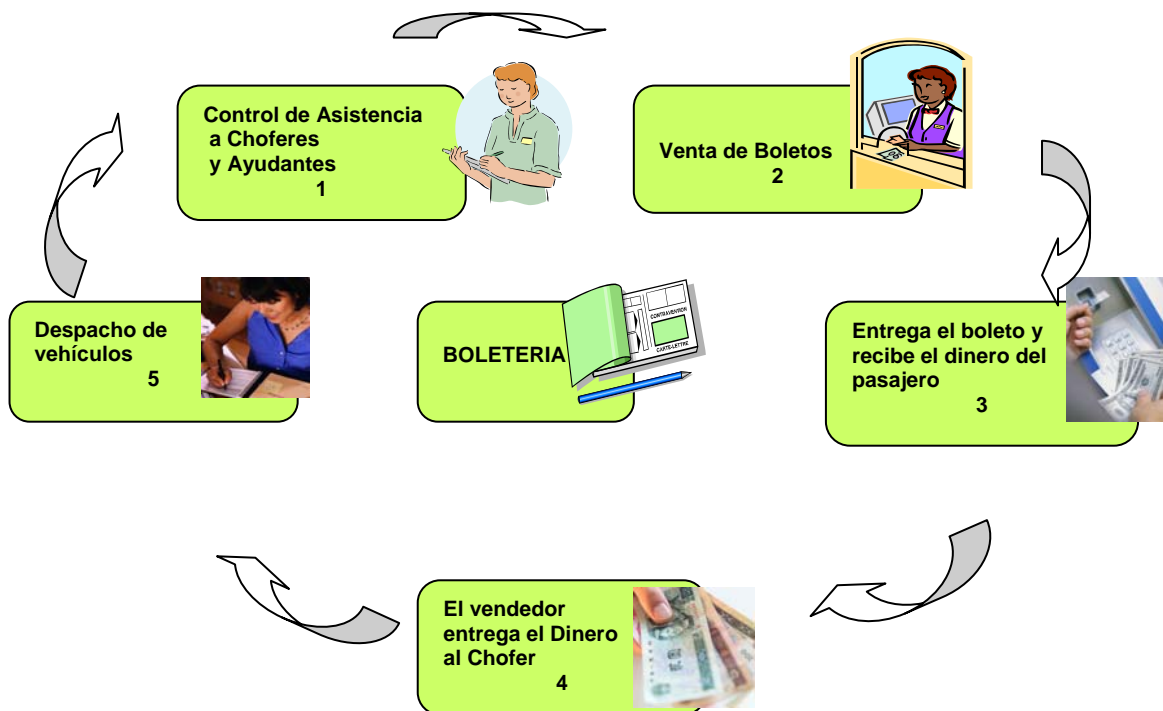 Control de Asistencia
a Choferes
y Ayudantes
1
Venta de Boletos
2
Entrega el boleto y
recibe el dinero del
pasajero
3
El vendedor
entrega el Dinero
al Chofer
4
Despacho de
vehículos
5
BOLETERIA
CONTRAVENTION
CARTE-LETTRE